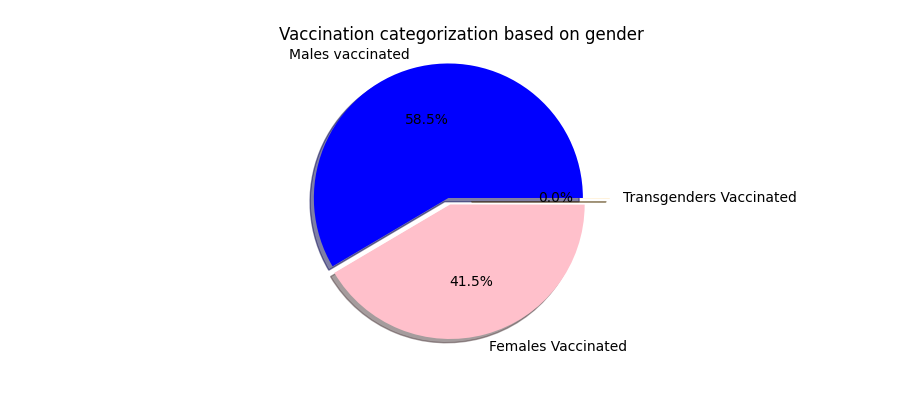 Vaccination categorization based on gender
Males vaccinated
58.5%
0.0%
Transgenders Vaccinated
41.5%
Females Vaccinated